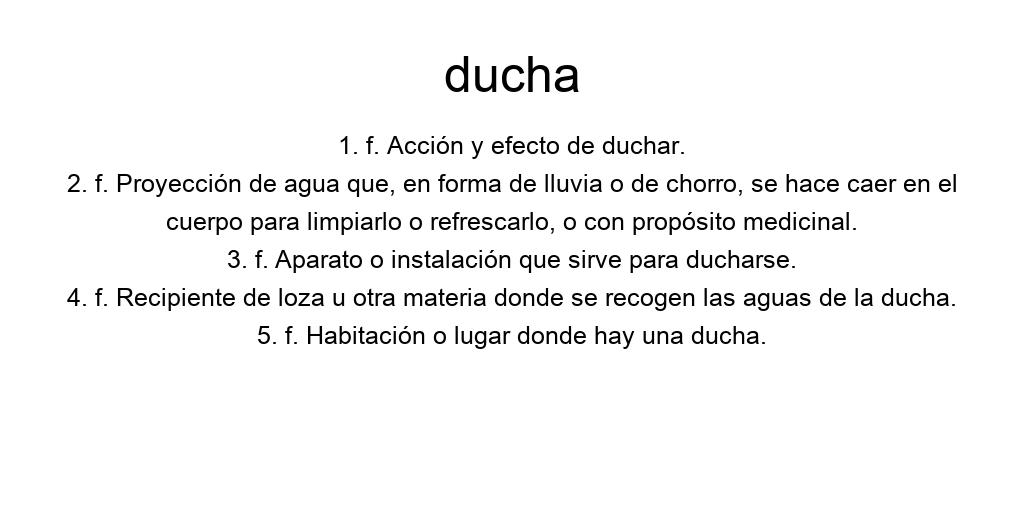 ducha
1. f. Acción y efecto de duchar.
2. f. Proyección de agua que, en forma de lluvia o de chorro, se hace caer en el
cuerpo para limpiarlo o refrescarlo, o con propósito medicinal.
3. f. Aparato o instalación que sirve para ducharse.
4. f. Recipiente de loza u otra materia donde se recogen las aguas de la ducha.
5. f. Habitación o lugar donde hay una ducha.